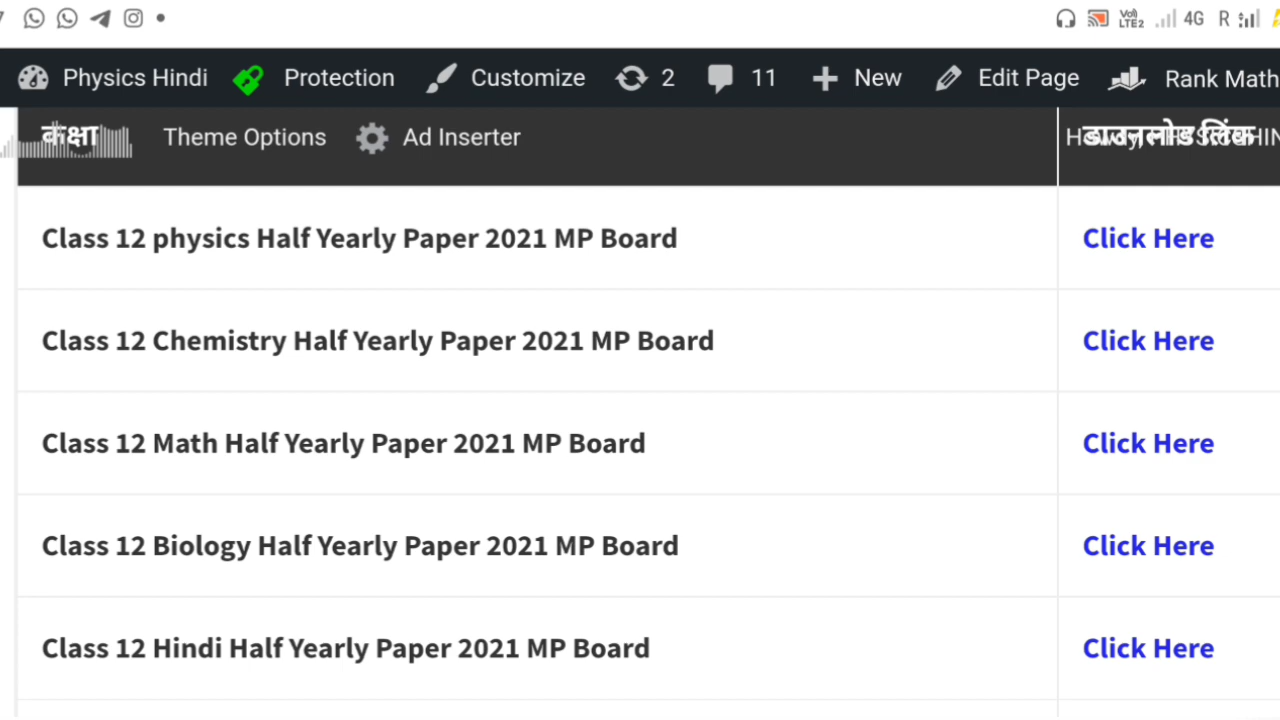 Vo) LTE2 4G R
Physics Hindi Protection Customize 2 11 New Edit Page Rank Math
कक्षा Theme Options Ad Inserter डाउनलोड लिंक
Class 12 physics Half Yearly Paper 2021 MP Board Click Here
Class 12 Chemistry Half Yearly Paper 2021 MP Board Click Here
Class 12 Math Half Yearly Paper 2021 MP Board Click Here
Class 12 Biology Half Yearly Paper 2021 MP Board Click Here
Class 12 Hindi Half Yearly Paper 2021 MP Board Click Here